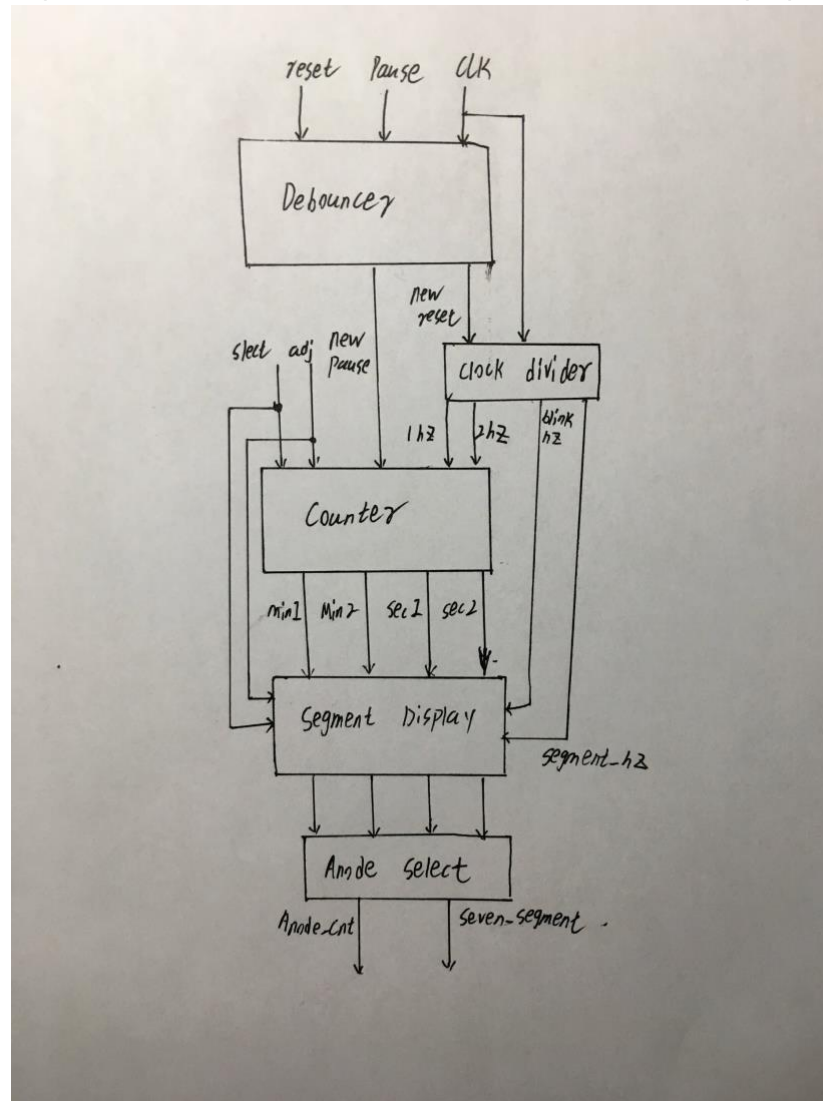 reset Pause CLK
Debouncer
new
reset
slect adj new
pause
Clock divider
1hz 2hz blink
hz
Counter
min1 Min2 sec1 sec2
Segment Display
segment_hz
Anode select
Anode_cnt seven_segment